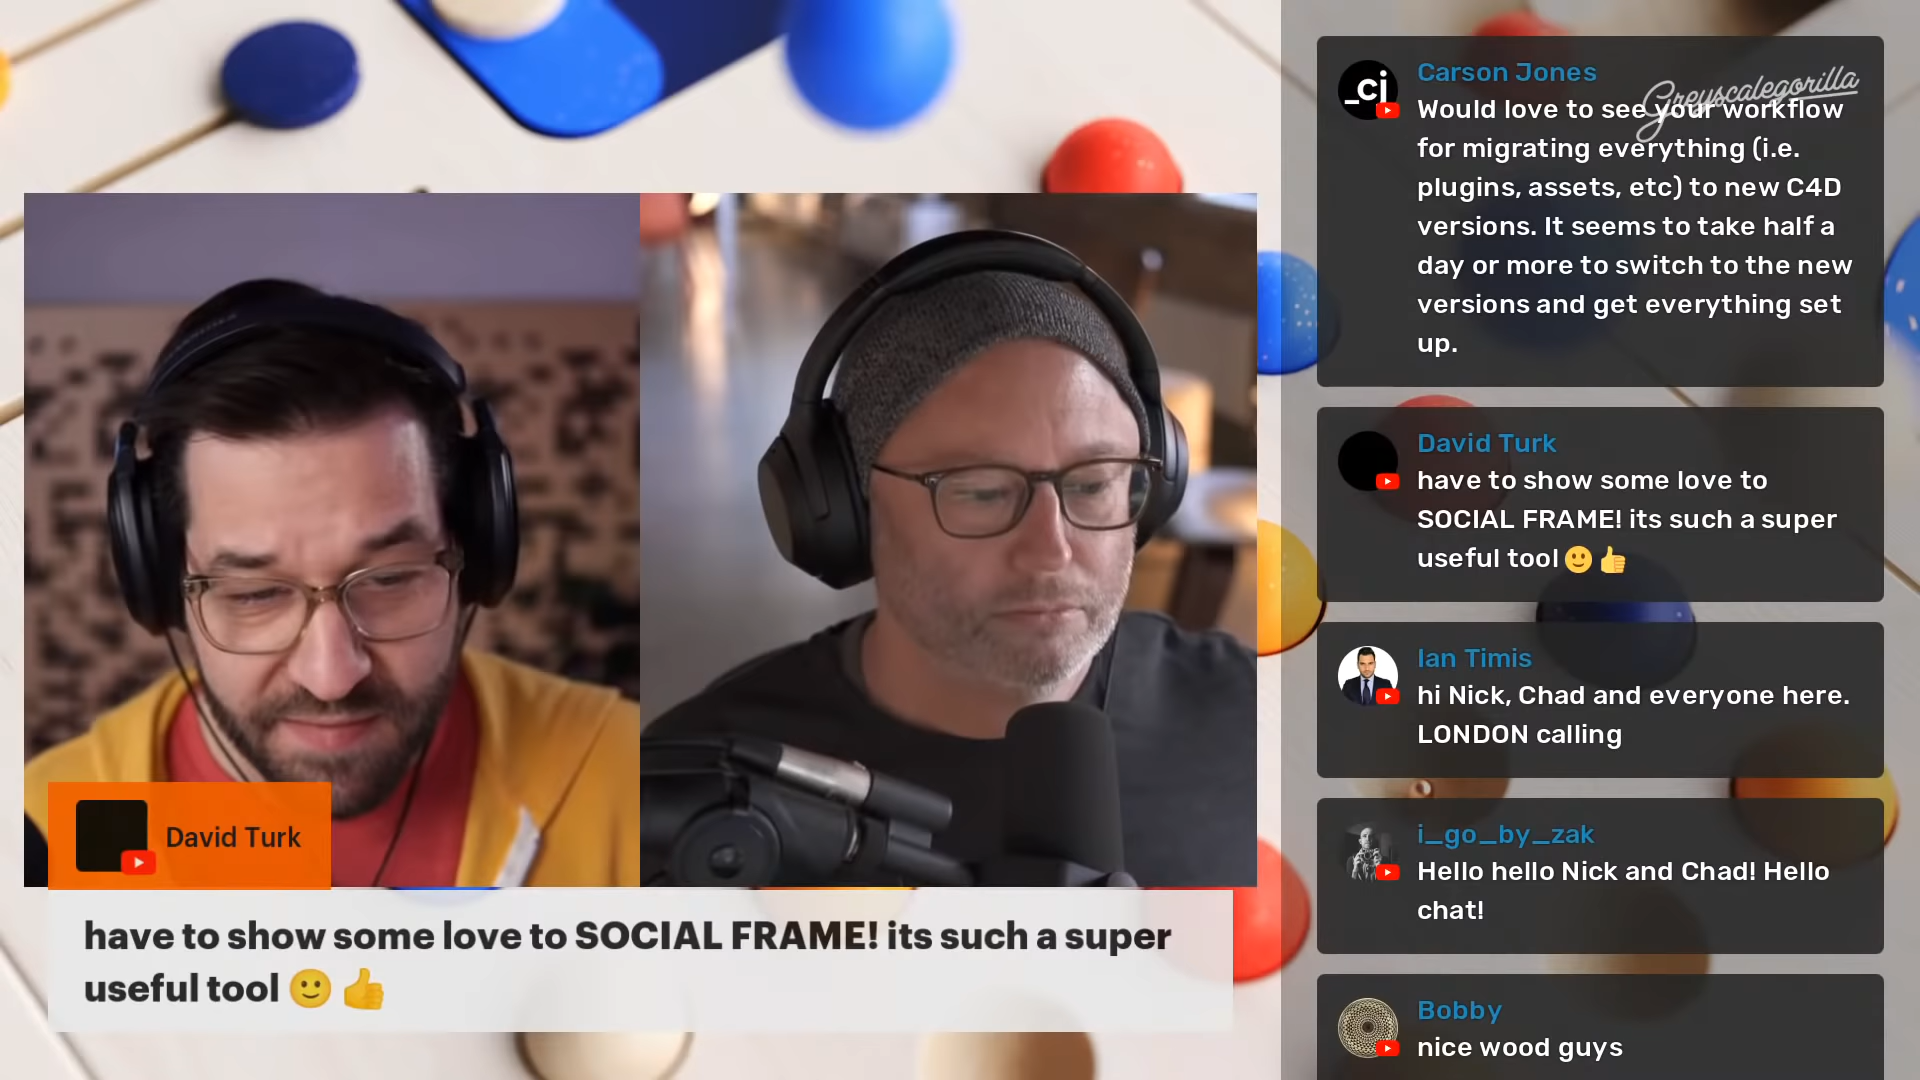 David Turk
have to show some love to SOCIAL FRAME! its such a super
useful tool 🙂 👍
Greyscalegorilla
_ci
Carson Jones
Would love to see your workflow
for migrating everything (i.e.
plugins, assets, etc) to new C4D
versions. It seems to take half a
day or more to switch to the new
versions and get everything set
up.
David Turk
have to show some love to
SOCIAL FRAME! its such a super
useful tool 🙂 👍
Ian Timis
hi Nick, Chad and everyone here.
LONDON calling
i_go_by_zak
Hello hello Nick and Chad! Hello
chat!
Bobby
nice wood guys